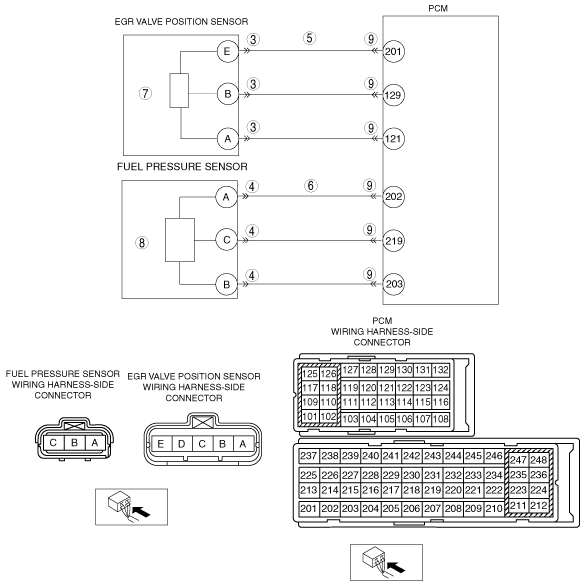 PCM
EGR VALVE POSITION SENSOR
E 3 5 9 201
7 B 3 9 129
A 3 9 121
FUEL PRESSURE SENSOR
A 4 6 9 202
8 C 4 9 219
B 4 9 203
PCM
WIRING HARNESS-SIDE
CONNECTOR
FUEL PRESSURE SENSOR
WIRING HARNESS-SIDE
CONNECTOR
EGR VALVE POSITION SENSOR
WIRING HARNESS-SIDE
CONNECTOR
125 126 127 128 129 130 131 132
117 118 119 120 121 122 123 124
109 110 111 112 113 114 115 116
101 102 103 104 105 106 107 108
C B A
E D C B A
237 238 239 240 241 242 243 244 245 246 247 248
225 226 227 228 229 230 231 232 233 234 235 236
213 214 215 216 217 218 219 220 221 222 223 224
201 202 203 204 205 206 207 208 209 210 211 212